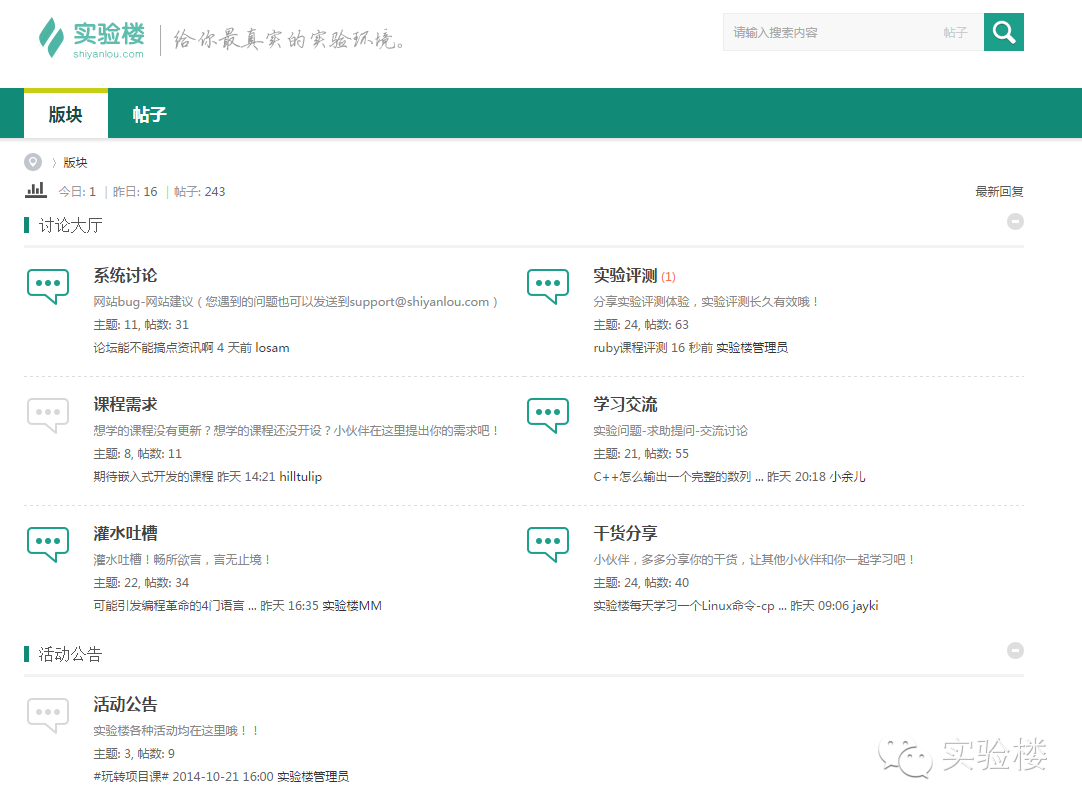 实验楼
shiyanlou.com
给你最真实的实验环境。
请输入搜索内容 帖子
版块 帖子
〉版块
今日: 1 | 昨日: 16 | 帖子: 243 最新回复
讨论大厅
系统讨论
网站bug-网站建议（您遇到的问题也可以发送到support@shiyanlou.com ）
主题: 11, 帖数: 31
论坛能不能搞点资讯啊 4 天前 losam
实验评测 (1)
分享实验评测体验，实验评测长久有效哦！
主题: 24, 帖数: 63
ruby课程评测 16 秒前 实验楼管理员
课程需求
想学的课程没有更新？想学的课程还没开设？小伙伴在这里提出你的需求吧！
主题: 8, 帖数: 11
期待嵌入式开发的课程 昨天 14:21 hilltulip
学习交流
实验问题-求助提问-交流讨论
主题: 21, 帖数: 55
C++怎么输出一个完整的数列 ... 昨天 20:18 小余儿
灌水吐槽
灌水吐槽！畅所欲言，言无止境！
主题: 22, 帖数: 34
可能引发编程革命的4门语言 ... 昨天 16:35 实验楼MM
干货分享
小伙伴，多多分享你的干货，让其他小伙伴和你一起学习吧！
主题: 24, 帖数: 40
实验楼每天学习一个Linux命令-cp ... 昨天 09:06 jayki
活动公告
活动公告
实验楼各种活动均在这里哦！！
主题: 3, 帖数: 9
#玩转项目课# 2014-10-21 16:00 实验楼管理员
实验楼